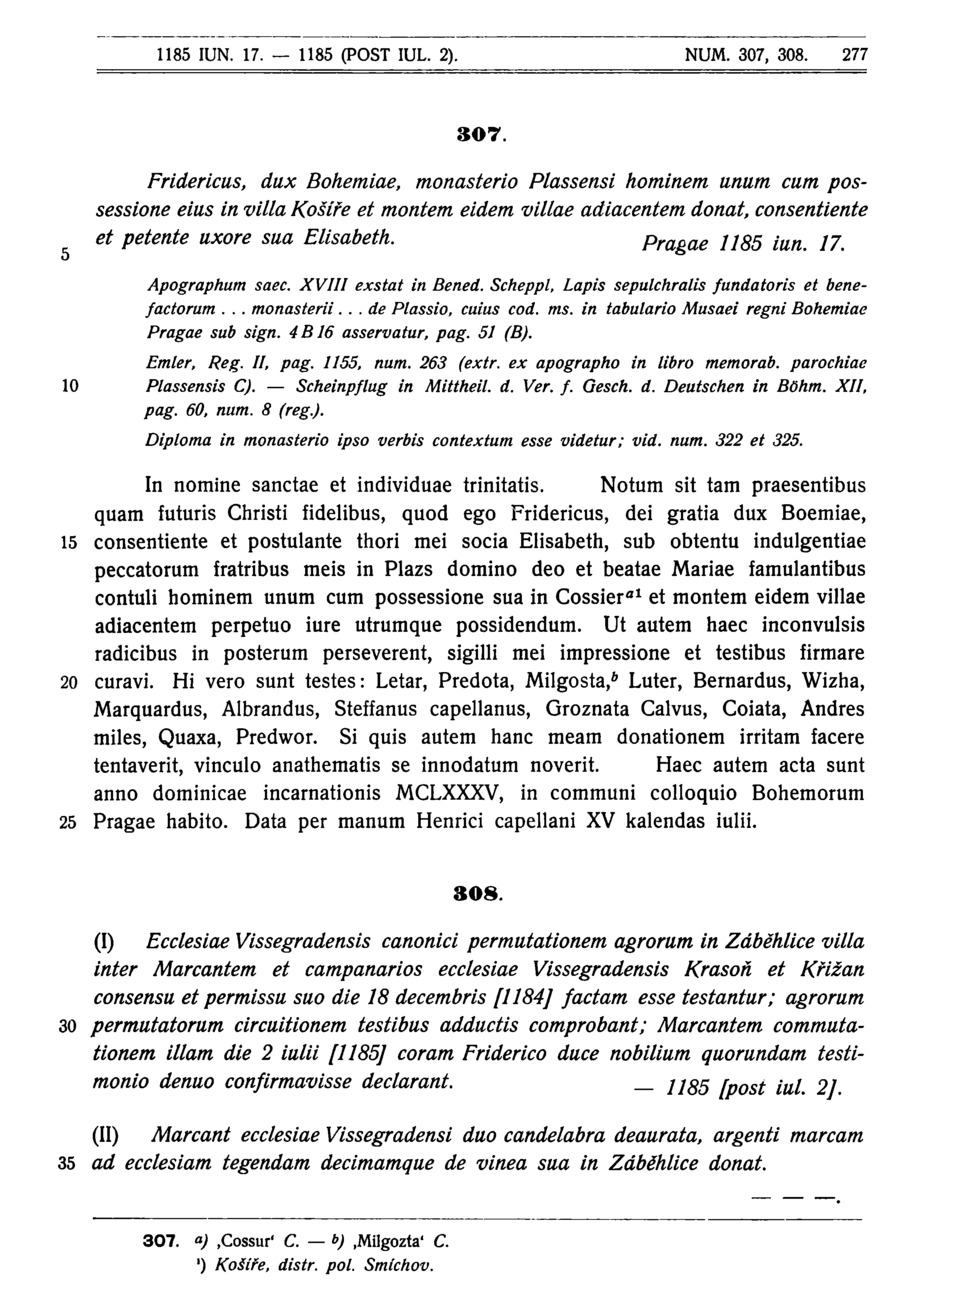 1185 IUN. 17. — 1185 (POST IUL. 2). NUM. 307, 308. 277
307.
Fridericus, dux Bohemiae, monasterio Plassensi hominem unum cum pos-
sessione eius in villa Košíře et montem eidem villae adiacentem donat, consentiente
5 et petente uxore sua Elisabeth. Pragae 1185 iun. 17.
Apographum saec. XVIII exstat in Bened. Scheppl, Lapis sepulchralis fundatoris et bene-
factorum . . . monasterii . . . de Plassio, cuius cod. ms. in tabulario Musaei regni Bohemiae
Pragae sub sign. 4 B 16 asservatur, pag. 51 (B).
Emler, Reg. II, pag. 1155, num. 263 (extr. ex apographo in libro memorab. parochiae
10 Plassensis C). — Scheinpflug in Mittheil. d. Ver. f. Gesch. d. Deutschen in Böhm. XII,
pag. 60, num. 8 (reg.).
Diploma in monasterio ipso verbis contextum esse videtur; vid. num. 322 et 325.
In nomine sanctae et individuae trinitatis. Notum sit tam praesentibus
quam futuris Christi fidelibus, quod ego Fridericus, dei gratia dux Boemiae,
15 consentiente et postulante thori mei socia Elisabeth, sub obtentu indulgentiae
peccatorum fratribus meis in Plazs domino deo et beatae Mariae famulantibus
contuli hominem unum cum possessione sua in Cossier a1 et montem eidem villae
adiacentem perpetuo iure utrumque possidendum. Ut autem haec inconvulsis
radicibus in posterum perseverent, sigilli mei impressione et testibus firmare
20 curavi. Hi vero sunt testes: Letar, Predota, Milgosta,b Luter, Bernardus, Wizha,
Marquardus, Albrandus, Steffanus capellanus, Groznata Calvus, Coiata, Andres
miles, Quaxa, Predwor. Si quis autem hanc meam donationem irritam facere
tentaverit, vinculo anathematis se innodatum noverit. Haec autem acta sunt
anno dominicae incarnationis MCLXXXV, in communi colloquio Bohemorum
25 Pragae habito. Data per manum Henrici capellani XV kalendas iulii.
308.
(I) Ecclesiae Vissegradensis canonici permutationem agrorum in Záběhlice villa
inter Marcantem et campanarios ecclesiae Vissegradensis Krasoň et Křižan
consensu et permissu suo die 18 decembris [1184] factam esse testantur; agrorum
30 permutatorum circuitionem testibus adductis comprobant; Marcantem commuta-
tionem illam die 2 iulii [1185] coram Friderico duce nobilium quorundam testi-
monio denuo confirmavisse declarant. — 1185 [post iul. 2].
(II) Marcant ecclesiae Vissegradensi duo candelabra deaurata, argenti marcam
35 ad ecclesiam tegendam decimamque de vinea sua in Záběhlice donat.
— — —.
307. a) ‚Cossur‘ C. — b) ‚Milgozta‘ C.
¹) Košíře, distr. pol. Smíchov.